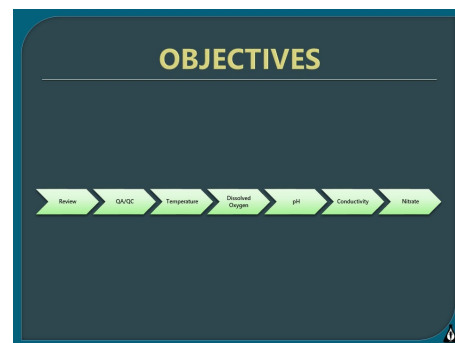 OBJECTIVES
Review
QA/QC
Temperature
Dissolved
Oxygen
pH
Conductivity
Nitrate